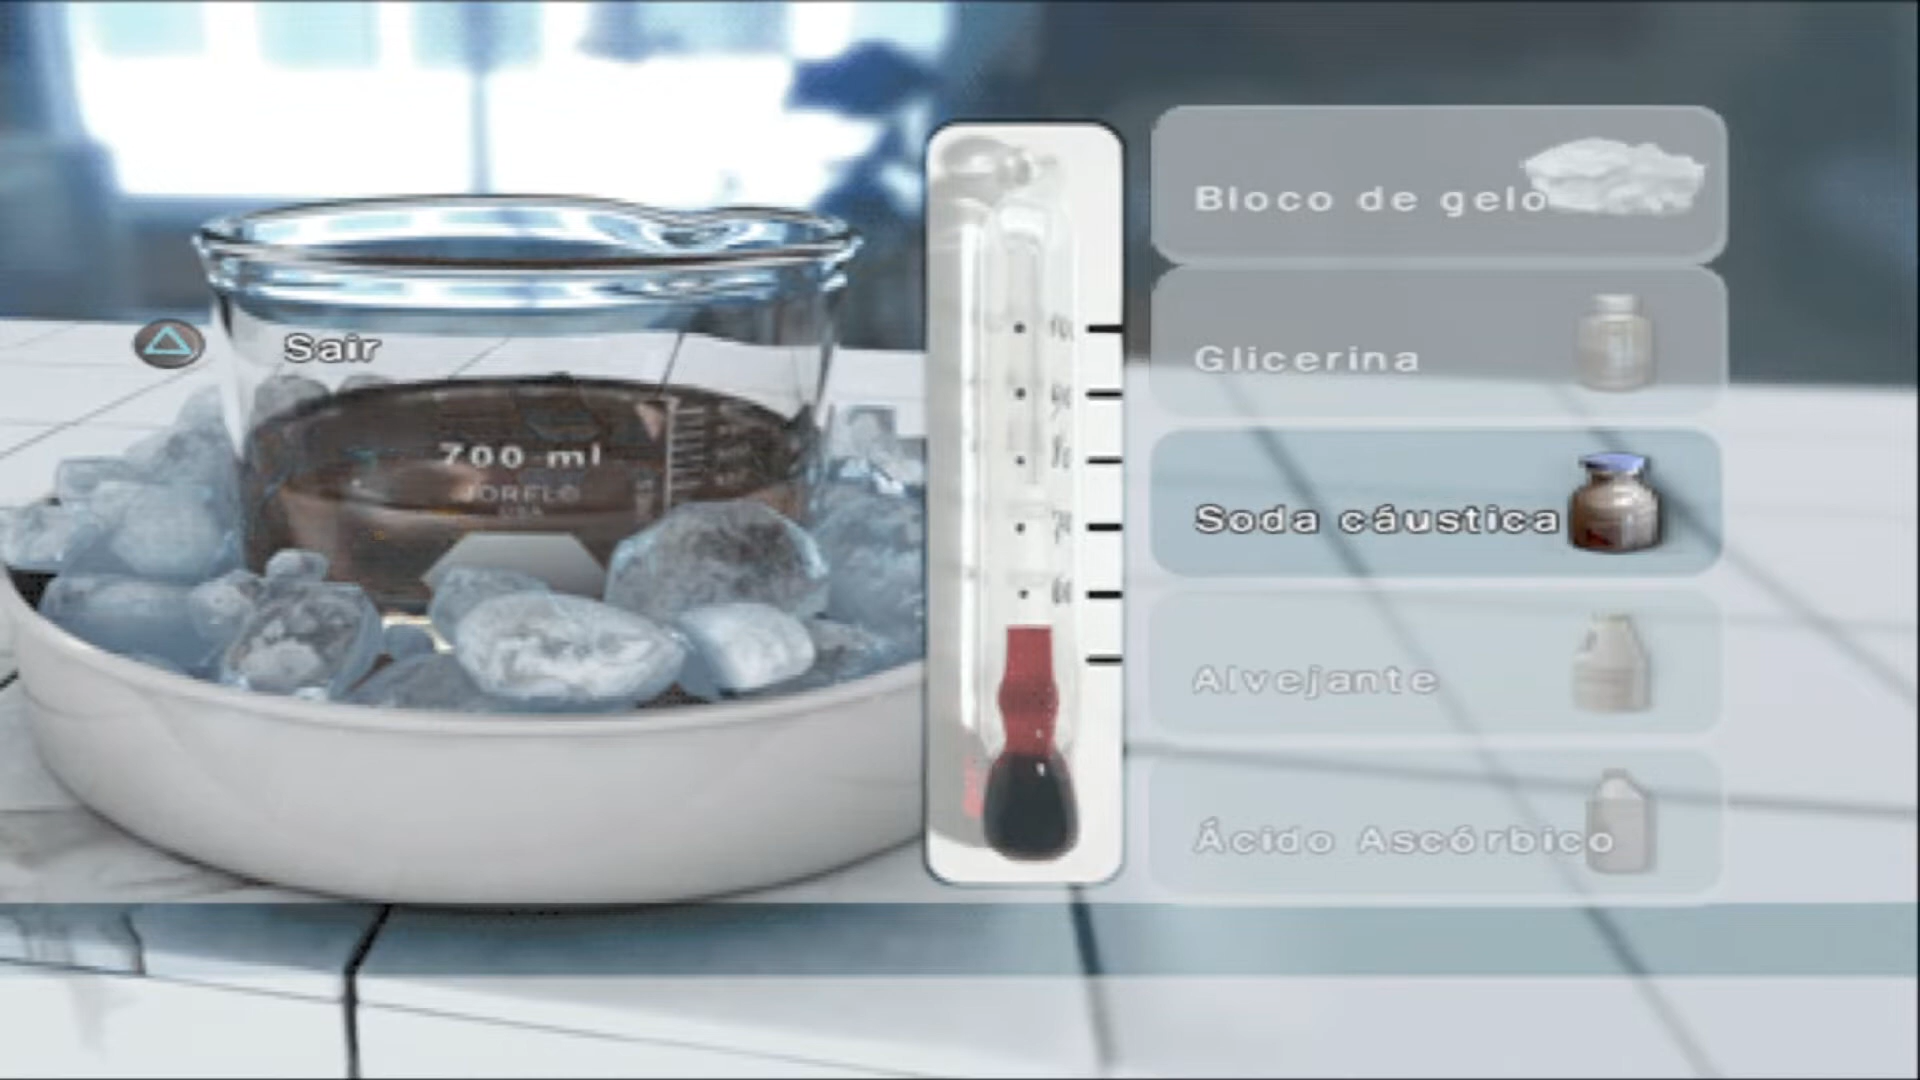 Bloco de gelo
Glicerina
Sair
700 ml
Soda cáustica
Alvejante
Ácido Ascórbico